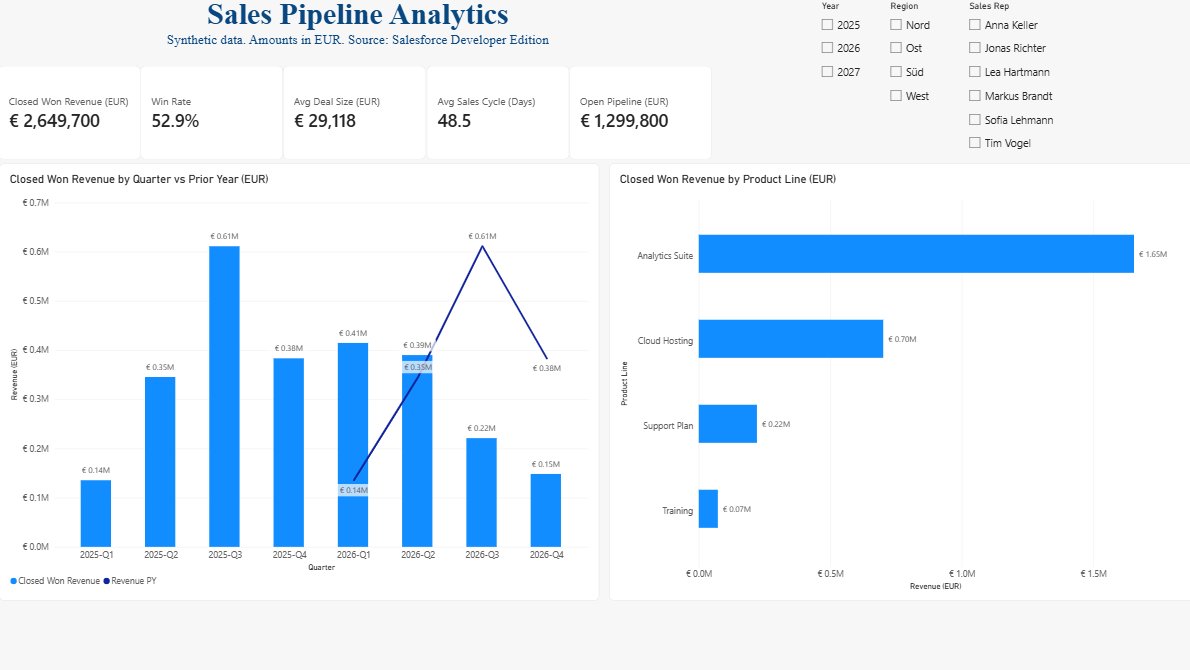 Sales Pipeline Analytics
Synthetic data. Amounts in EUR. Source: Salesforce Developer Edition
Year
2025
2026
2027
Region
Nord
Ost
Süd
West
Sales Rep
Anna Keller
Jonas Richter
Lea Hartmann
Markus Brandt
Sofia Lehmann
Tim Vogel
Closed Won Revenue (EUR)
€ 2,649,700
Win Rate
52.9%
Avg Deal Size (EUR)
€ 29,118
Avg Sales Cycle (Days)
48.5
Open Pipeline (EUR)
€ 1,299,800
Closed Won Revenue by Quarter vs Prior Year (EUR)
Revenue (EUR)
€ 0.7M
€ 0.6M
€ 0.5M
€ 0.4M
€ 0.3M
€ 0.2M
€ 0.1M
€ 0.0M
€ 0.14M
€ 0.35M
€ 0.61M
€ 0.38M
€ 0.41M
€ 0.39M
€ 0.22M
€ 0.15M
€ 0.14M
€ 0.35M
€ 0.61M
€ 0.38M
2025-Q1
2025-Q2
2025-Q3
2025-Q4
2026-Q1
2026-Q2
2026-Q3
2026-Q4
Quarter
Closed Won Revenue
Revenue PY
Closed Won Revenue by Product Line (EUR)
Product Line
Analytics Suite
€ 1.65M
Cloud Hosting
€ 0.70M
Support Plan
€ 0.22M
Training
€ 0.07M
€ 0.0M
€ 0.5M
€ 1.0M
€ 1.5M
Revenue (EUR)